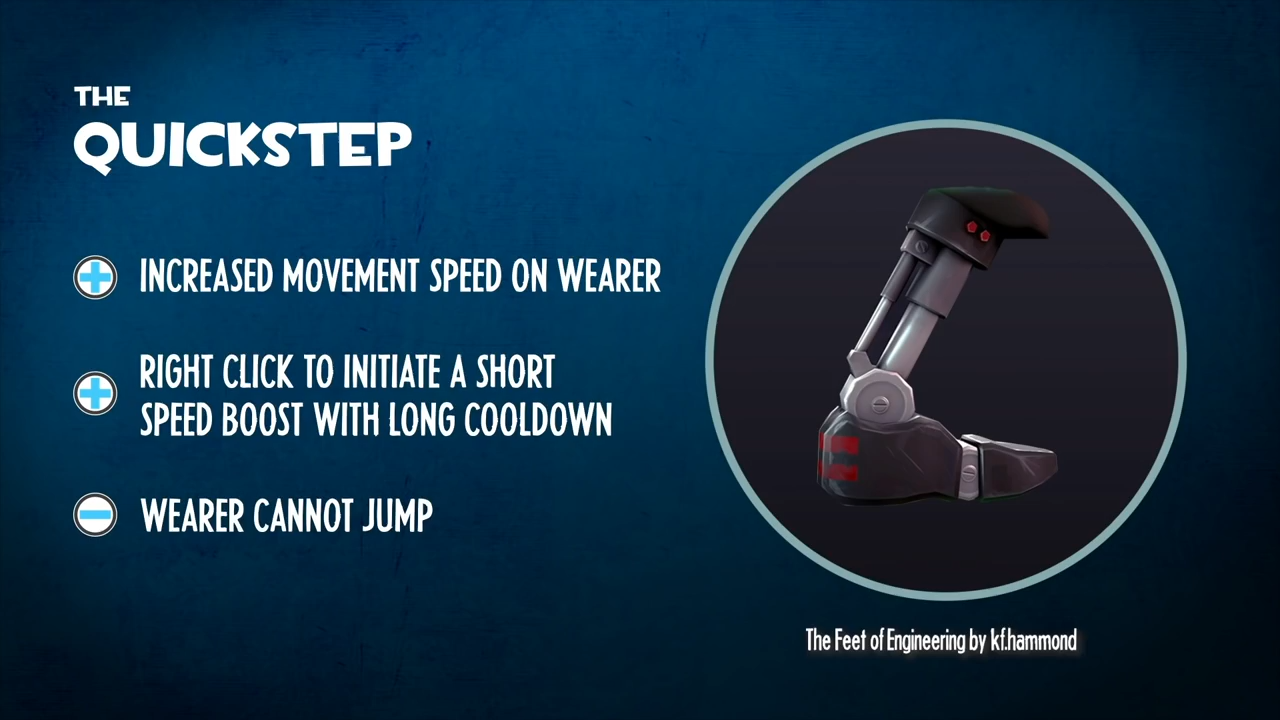 THE
QUICKSTEP
INCREASED MOVEMENT SPEED ON WEARER
RIGHT CLICK TO INITIATE A SHORT
SPEED BOOST WITH LONG COOLDOWN
WEARER CANNOT JUMP
The Feet of Engineering by kf.hammond